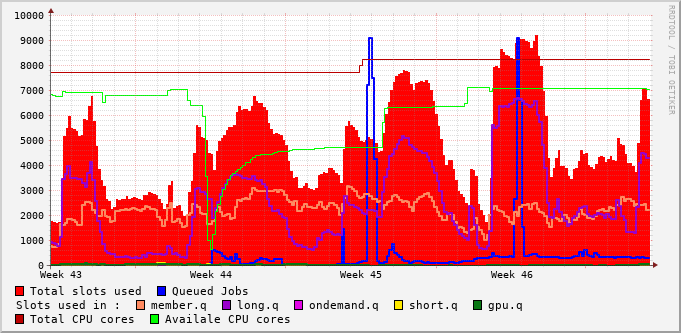 10000
9000
8000
7000
6000
5000
4000
3000
2000
1000
0
Week 43 Week 44 Week 45 Week 46
RRDTOOL / TOBI OETIKER
Total slots used Queued Jobs
Slots used in : member.q long.q ondemand.q short.q gpu.q
Total CPU cores Availale CPU cores